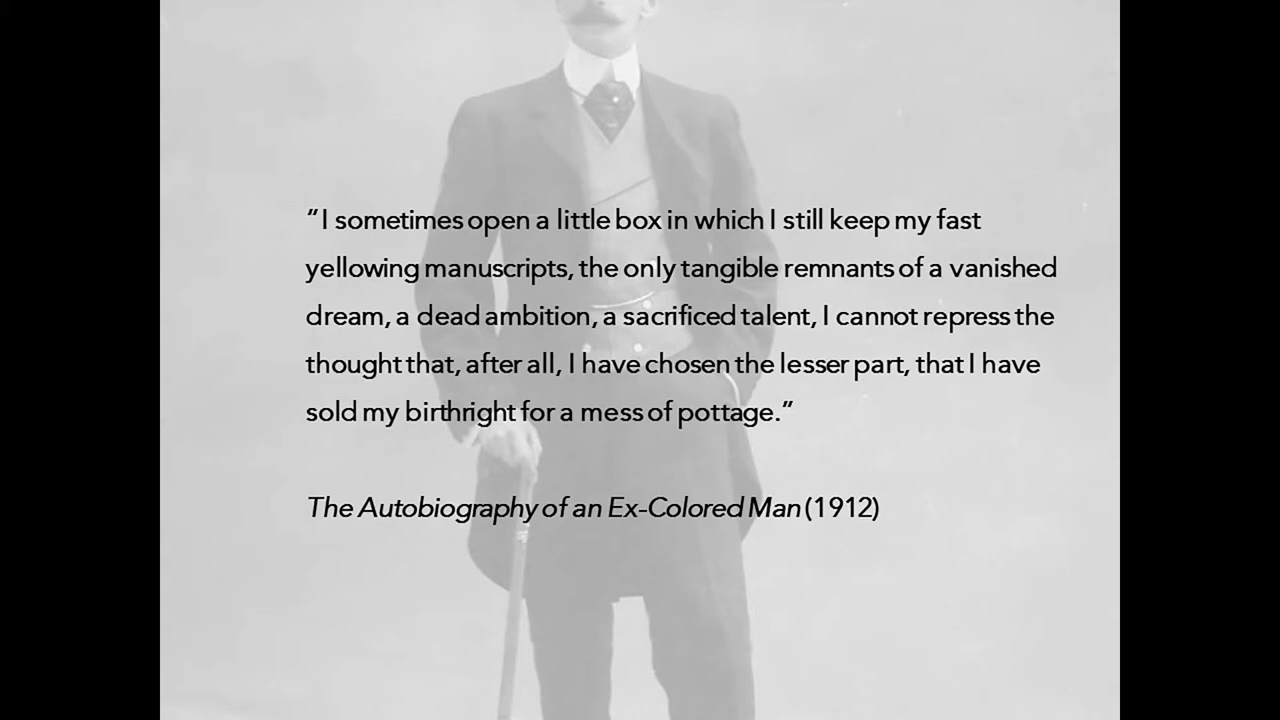 "I sometimes open a little box in which I still keep my fast
yellowing manuscripts, the only tangible remnants of a vanished
dream, a dead ambition, a sacrificed talent, I cannot repress the
thought that, after all, I have chosen the lesser part, that I have
sold my birthright for a mess of pottage."
The Autobiography of an Ex-Colored Man (1912)